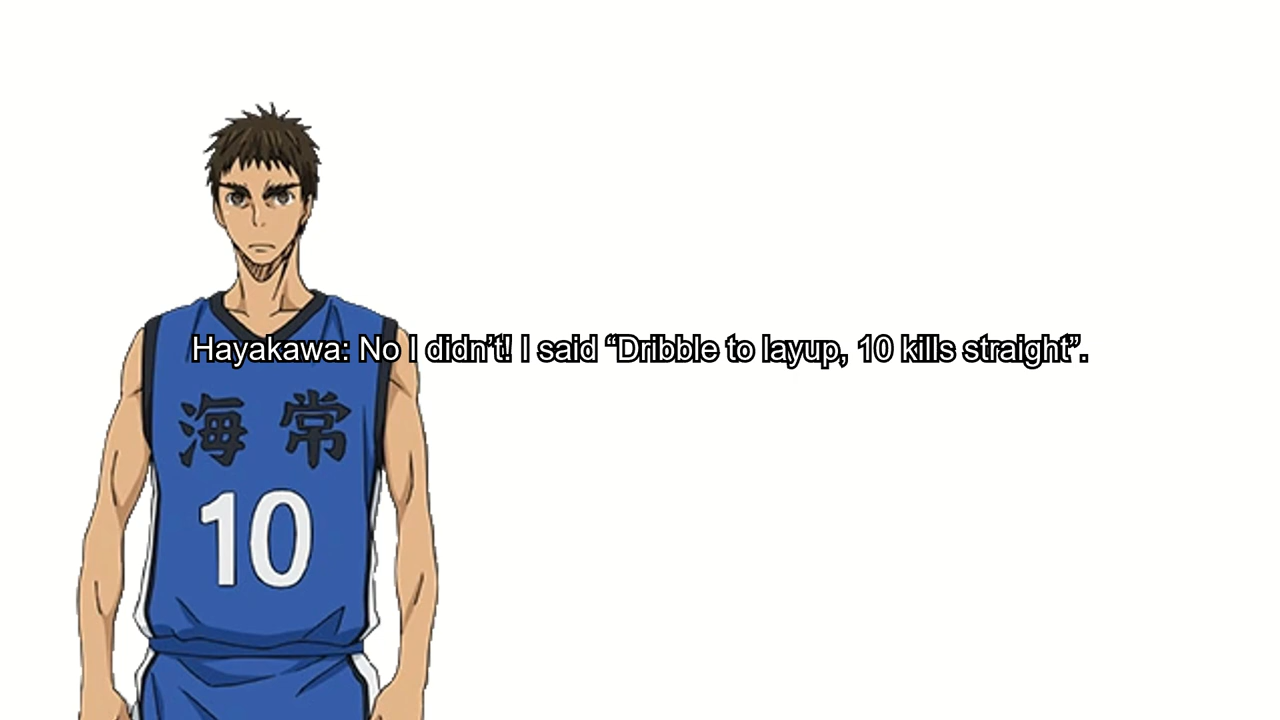 Hayakawa: No I didn’t! I said “Dribble to layup, 10 kills straight”.
海常
10